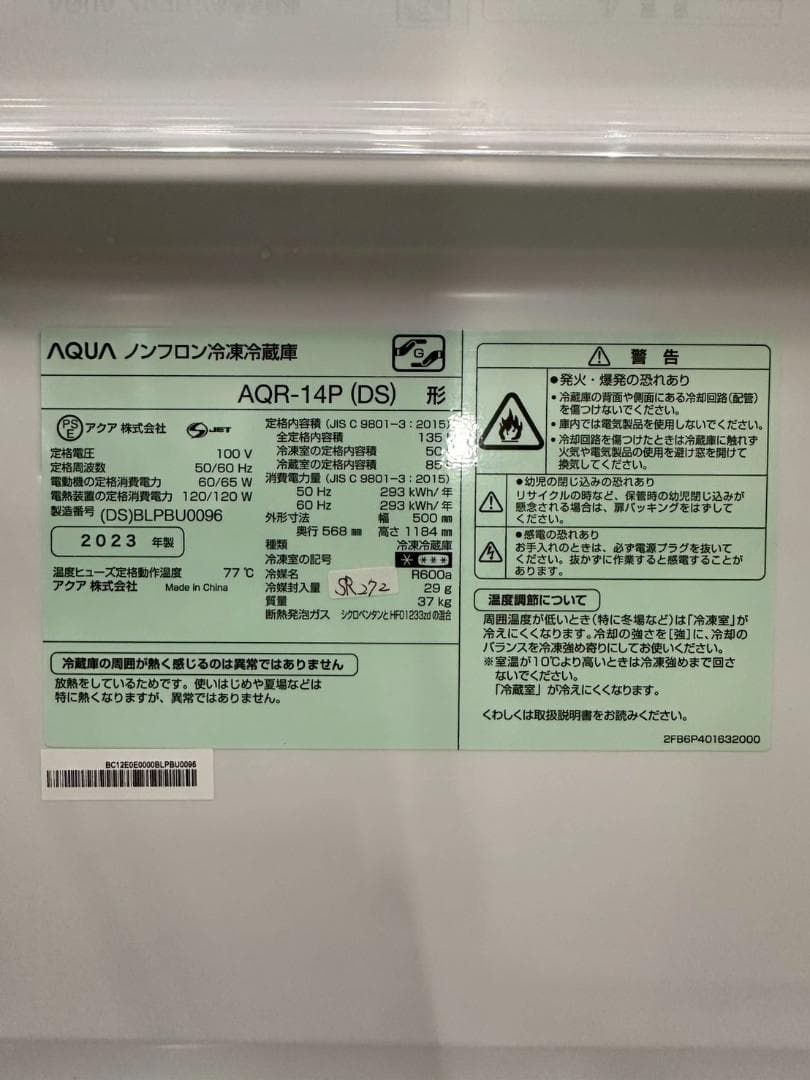 AQUA ノンフロン冷凍冷蔵庫
G
AQR-14P (DS) 形
PSE アクア 株式会社 JET
定格電圧 100 V
定格周波数 50/60 Hz
電動機の定格消費電力 60/65 W
電熱装置の定格消費電力 120/120 W
製造番号 (DS)BLPBU0096
2023 年製
温度ヒューズ定格動作温度 77 ℃
アクア 株式会社 Made in China
定格内容積 (JIS C 9801-3 : 2015)
全定格内容積 135
冷凍室の定格内容積 50
冷蔵室の定格内容積 85
消費電力量 (JIS C 9801-3 : 2015)
50 Hz 293 kWh/年
60 Hz 293 kWh/年
外形寸法 幅 500 mm
奥行 568 mm 高さ 1184 mm
種類 冷凍冷蔵庫
冷凍室の記号 * ***
冷媒名 R600a
冷媒封入量 29 g
質量 37 kg
断熱発泡ガス シクロペンタンとHFO1233zdの混合
SR272
冷蔵庫の周囲が熱く感じるのは異常ではありません
放熱をしているためです。使いはじめや夏場などは
特に熱くなりますが、異常ではありません。
警 告
●発火・爆発の恐れあり
・冷蔵庫の背面や側面にある冷却回路(配管)
を傷つけないでください。
・庫内では電気製品を使用しないでください。
・冷却回路を傷つけたときは冷蔵庫に触れず
火気や電気製品の使用を避け窓を開けて
換気してください。
●幼児の閉じ込みの恐れあり
リサイクルの時など、保管時の幼児閉じ込みが
懸念される場合は、扉パッキングをはずして
ください。
●感電の恐れあり
お手入れのときは、必ず電源プラグを抜いて
ください。抜かずに作業すると感電することが
あります。
温度調節について
周囲温度が低いとき(特に冬場など)は「冷凍室」が
冷えにくくなります。冷却の強さを[強]に、冷却の
バランスを冷凍強め寄りにしてお使いください。
※室温が10℃より高いときは冷凍強めまで回さ
ないでください。
「冷蔵室」が冷えにくくなります。
くわしくは取扱説明書をお読みください。
2FB6P401632000
BC12E0E0000BLPBU0096